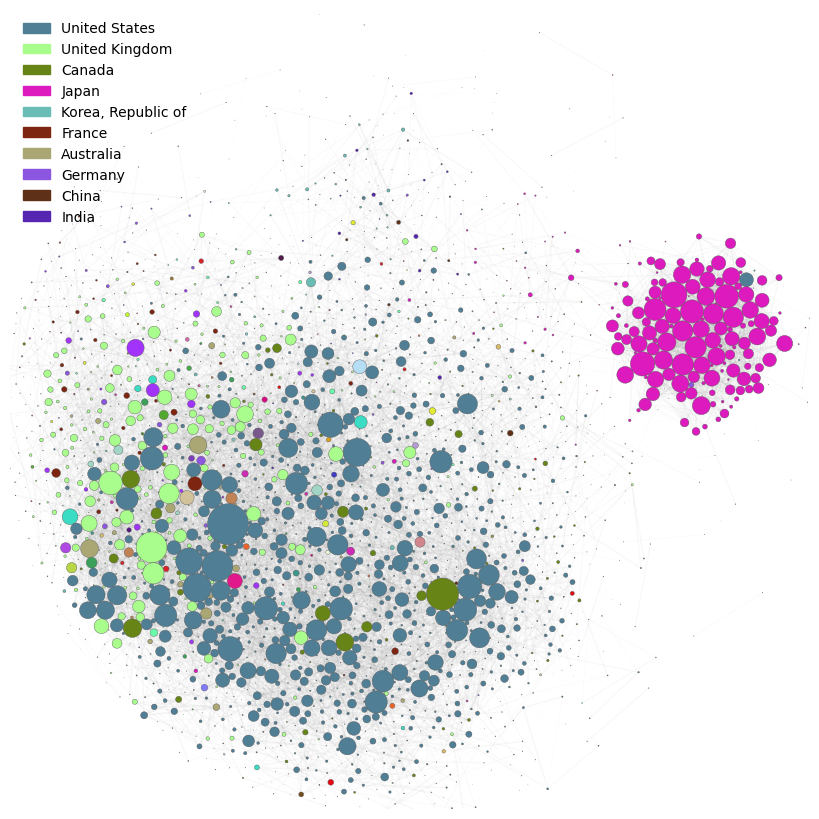 United States
United Kingdom
Canada
Japan
Korea, Republic of
France
Australia
Germany
China
India